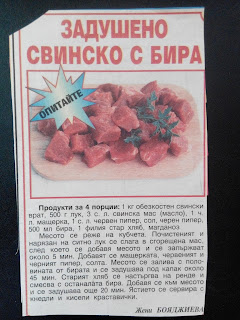 ЗАДУШЕНО
СВИНСКО С БИРА
ОПИТАЙТЕ
Продукти за 4 порции: 1 кг обезкостен свински
врат, 500 г лук, 3 с. л. свинска мас (масло), 1 ч.
л. мащерка, 1 с. л. червен пипер, сол, черен пипер,
500 мл бира, 1 филия стар хляб, магданоз.
Месото се реже на кубчета. Почистеният и
нарязан на ситно лук се слага в сгорещена мас,
след което се добавя месото и се запържват
около 5 мин. Добавят се мащерката, червеният и
черният пипер, солта. Месото се залива с поло-
вината от бирата и се задушава под капак около
45 мин. Старият хляб се настъргва на ренде и
смесва с останалата бира. Добавя се към месото
и се задушава още 20 мин. Ястието се сервира с
кнедли и кисели краставички.
Жени БОЯДЖИЕВА